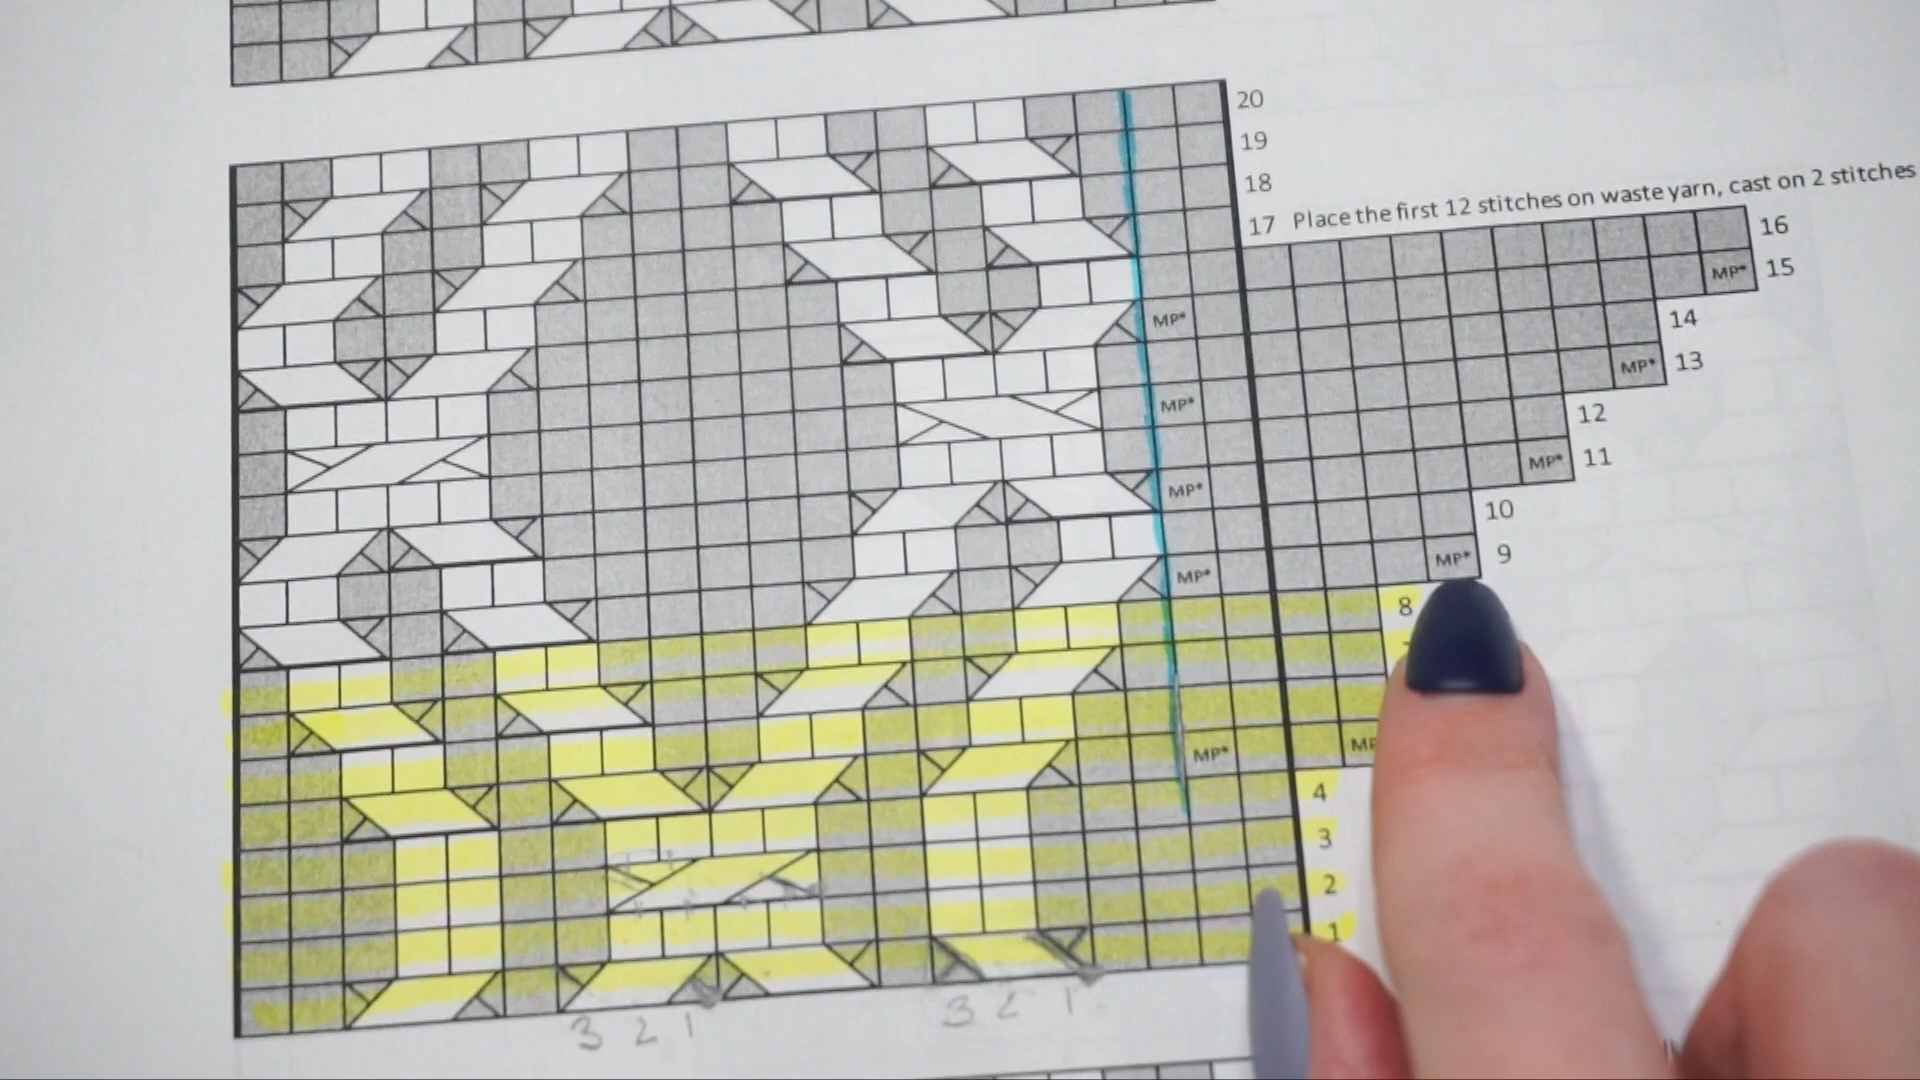 20
19
18
17 Place the first 12 stitches on waste yarn, cast on 2 stitches
16
MP* 15
MP*
14
MP* 13
MP*
12
MP* 11
MP*
10
MP* 9
MP*
8
MP*
4
3
2
1
3 2 1
3 2 1